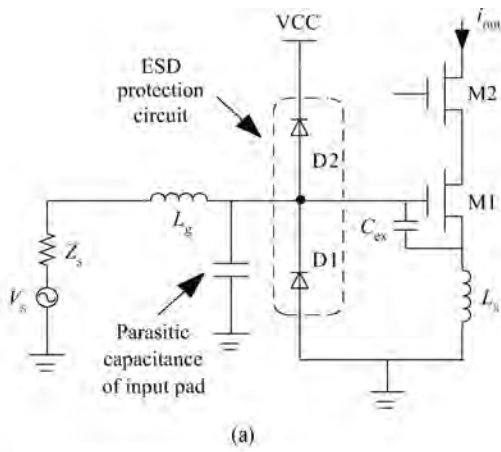 VCC
i_out
ESD
protection
circuit
M2
D2
M1
L_g
C_ex
Z_s
D1
V_s
L_s
Parasitic
capacitance
of input pad
(a)